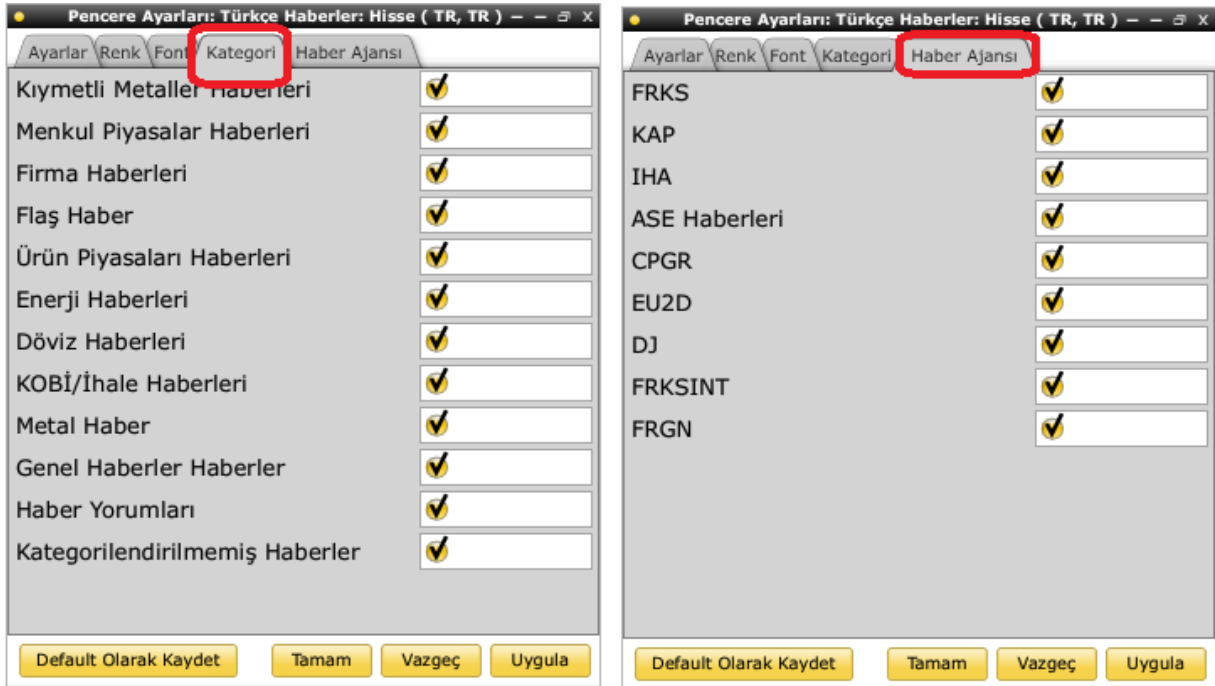 Pencere Ayarları: Türkçe Haberler: Hisse ( TR, TR )
Ayarlar Renk Font Kategori Haber Ajansı
Kıymetli Metaller Haberleri
Menkul Piyasalar Haberleri
Firma Haberleri
Flaş Haber
Ürün Piyasaları Haberleri
Enerji Haberleri
Döviz Haberleri
KOBİ/İhale Haberleri
Metal Haber
Genel Haberler Haberler
Haber Yorumları
Kategorilendirilmemiş Haberler
Default Olarak Kaydet Tamam Vazgeç Uygula
Pencere Ayarları: Türkçe Haberler: Hisse ( TR, TR )
Ayarlar Renk Font Kategori Haber Ajansı
FRKS
KAP
IHA
ASE Haberleri
CPGR
EU2D
DJ
FRKSINT
FRGN
Default Olarak Kaydet Tamam Vazgeç Uygula